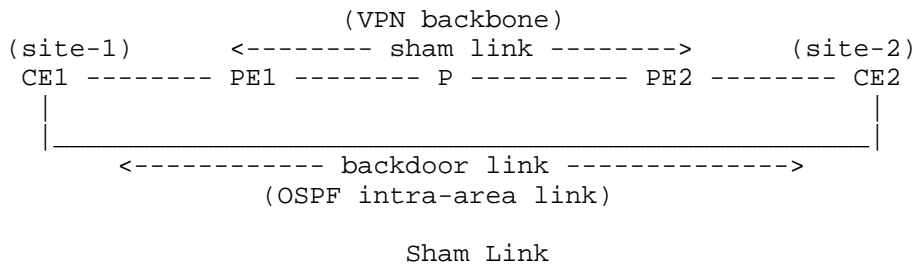 (VPN backbone)
(site-1) <-------- sham link --------> (site-2)
CE1 -------- PE1 -------- P ---------- PE2 -------- CE2
| |
|___________________________________________________|
<------------ backdoor link -------------->
(OSPF intra-area link)
Sham Link